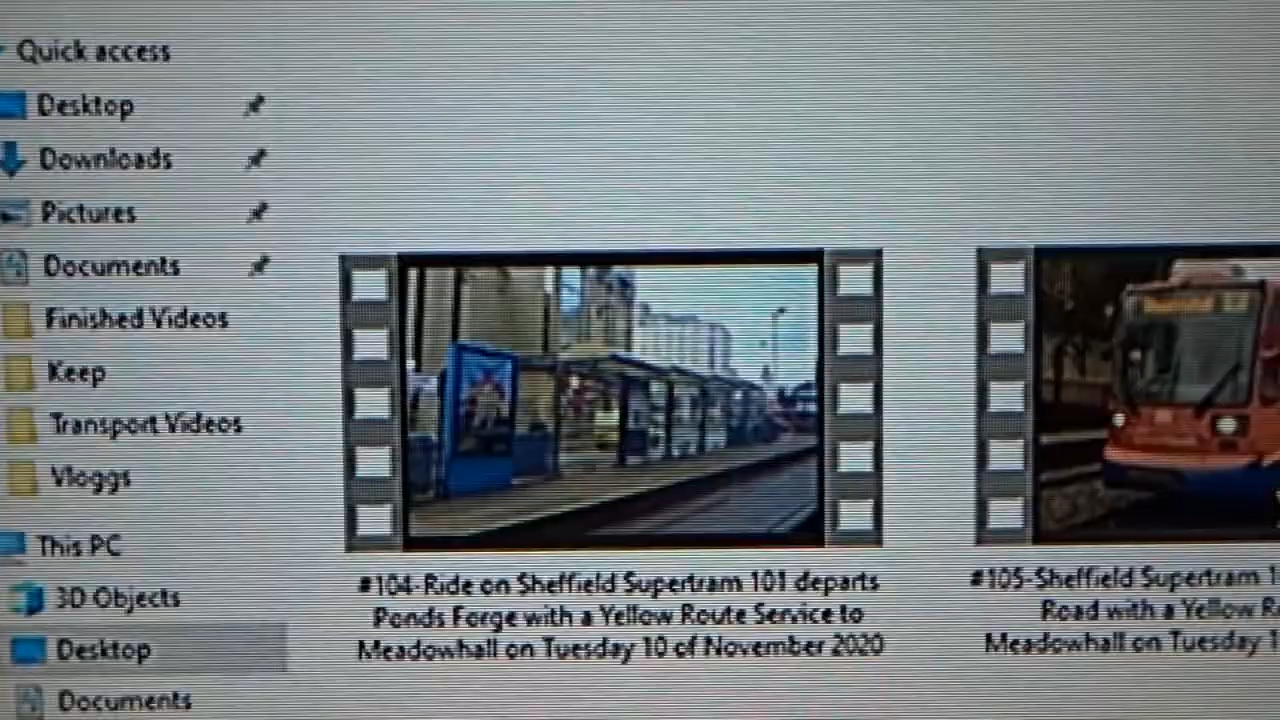 Quick access
Desktop
Downloads
Pictures
Documents
Finished Videos
Keep
Transport Videos
Vloggs
This PC
3D Objects
Desktop
Documents
#104-Ride on Sheffield Supertram 101 departs
Ponds Forge with a Yellow Route Service to
Meadowhall on Tuesday 10 of November 2020
#105-Sheffield Supertram 1
Road with a Yellow R
Meadowhall on Tuesday 1